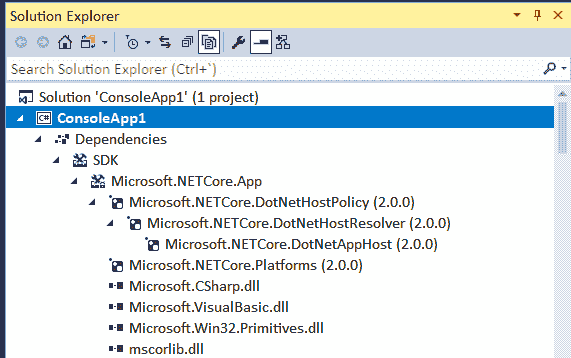 Solution Explorer
Search Solution Explorer (Ctrl+`)
Solution 'ConsoleApp1' (1 project)
C# ConsoleApp1
Dependencies
SDK
Microsoft.NETCore.App
Microsoft.NETCore.DotNetHostPolicy (2.0.0)
Microsoft.NETCore.DotNetHostResolver (2.0.0)
Microsoft.NETCore.DotNetAppHost (2.0.0)
Microsoft.NETCore.Platforms (2.0.0)
Microsoft.CSharp.dll
Microsoft.VisualBasic.dll
Microsoft.Win32.Primitives.dll
mscorlib.dll